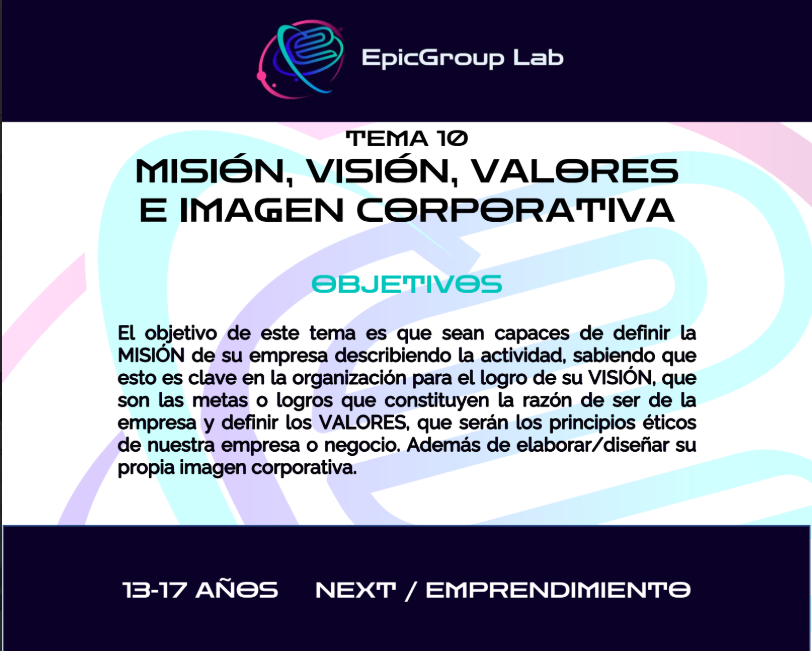 EpicGroup Lab
TEMA 10
MISIÓN, VISIÓN, VALORES
E IMAGEN CORPORATIVA
OBJETIVOS
El objetivo de este tema es que sean capaces de definir la
MISIÓN de su empresa describiendo la actividad, sabiendo que
esto es clave en la organización para el logro de su VISIÓN, que
son las metas o logros que constituyen la razón de ser de la
empresa y definir los VALORES, que serán los principios éticos
de nuestra empresa o negocio. Además de elaborar/diseñar su
propia imagen corporativa.
13-17 AÑOS NEXT / EMPRENDIMIENTO